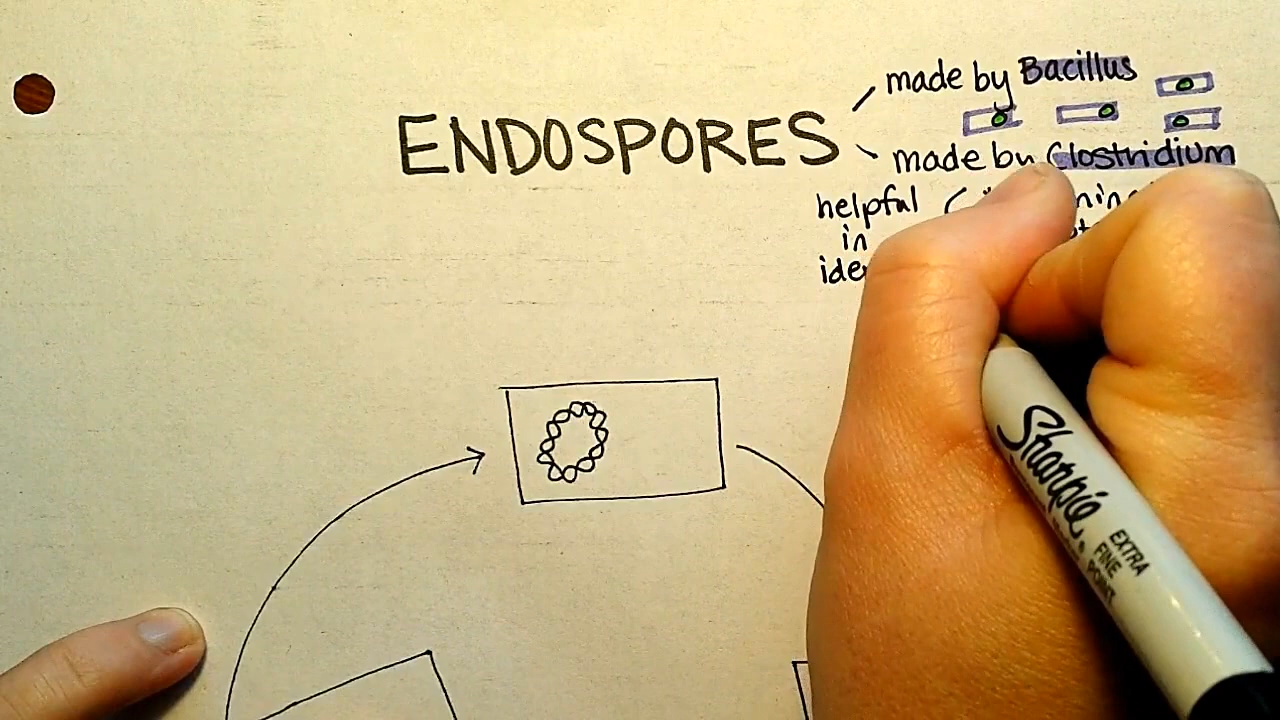 made by Bacillus
ENDOSPORES
made by Clostridium
helpful
in
Sharpie
EXTRA
FINE
POINT